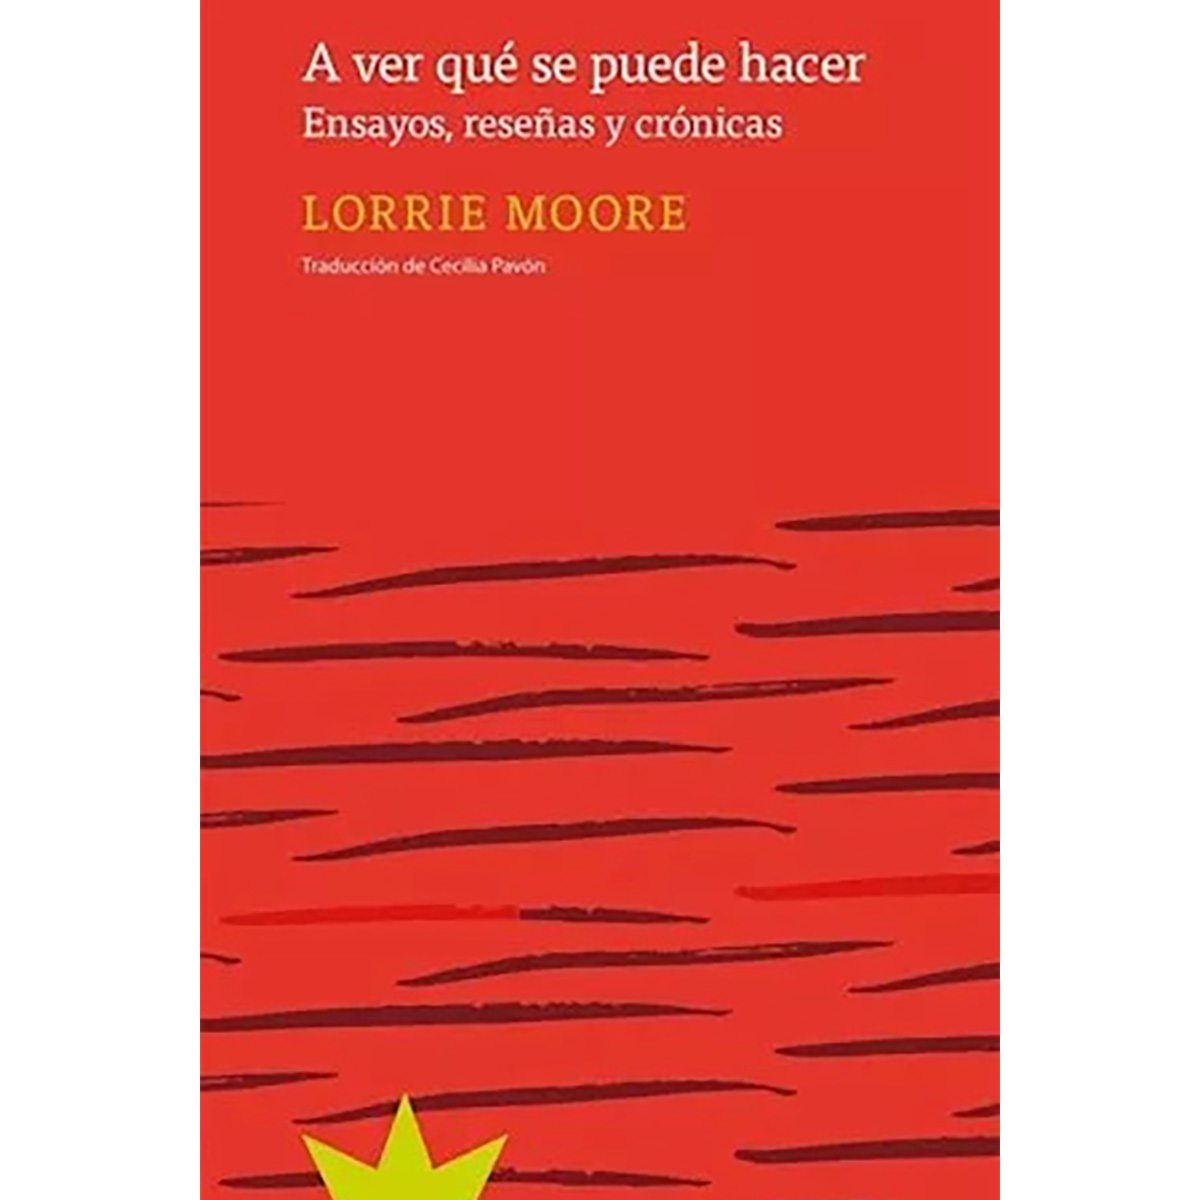 A ver qué se puede hacer
Ensayos, reseñas y crónicas
LORRIE MOORE
Traducción de Cecilia Pavón